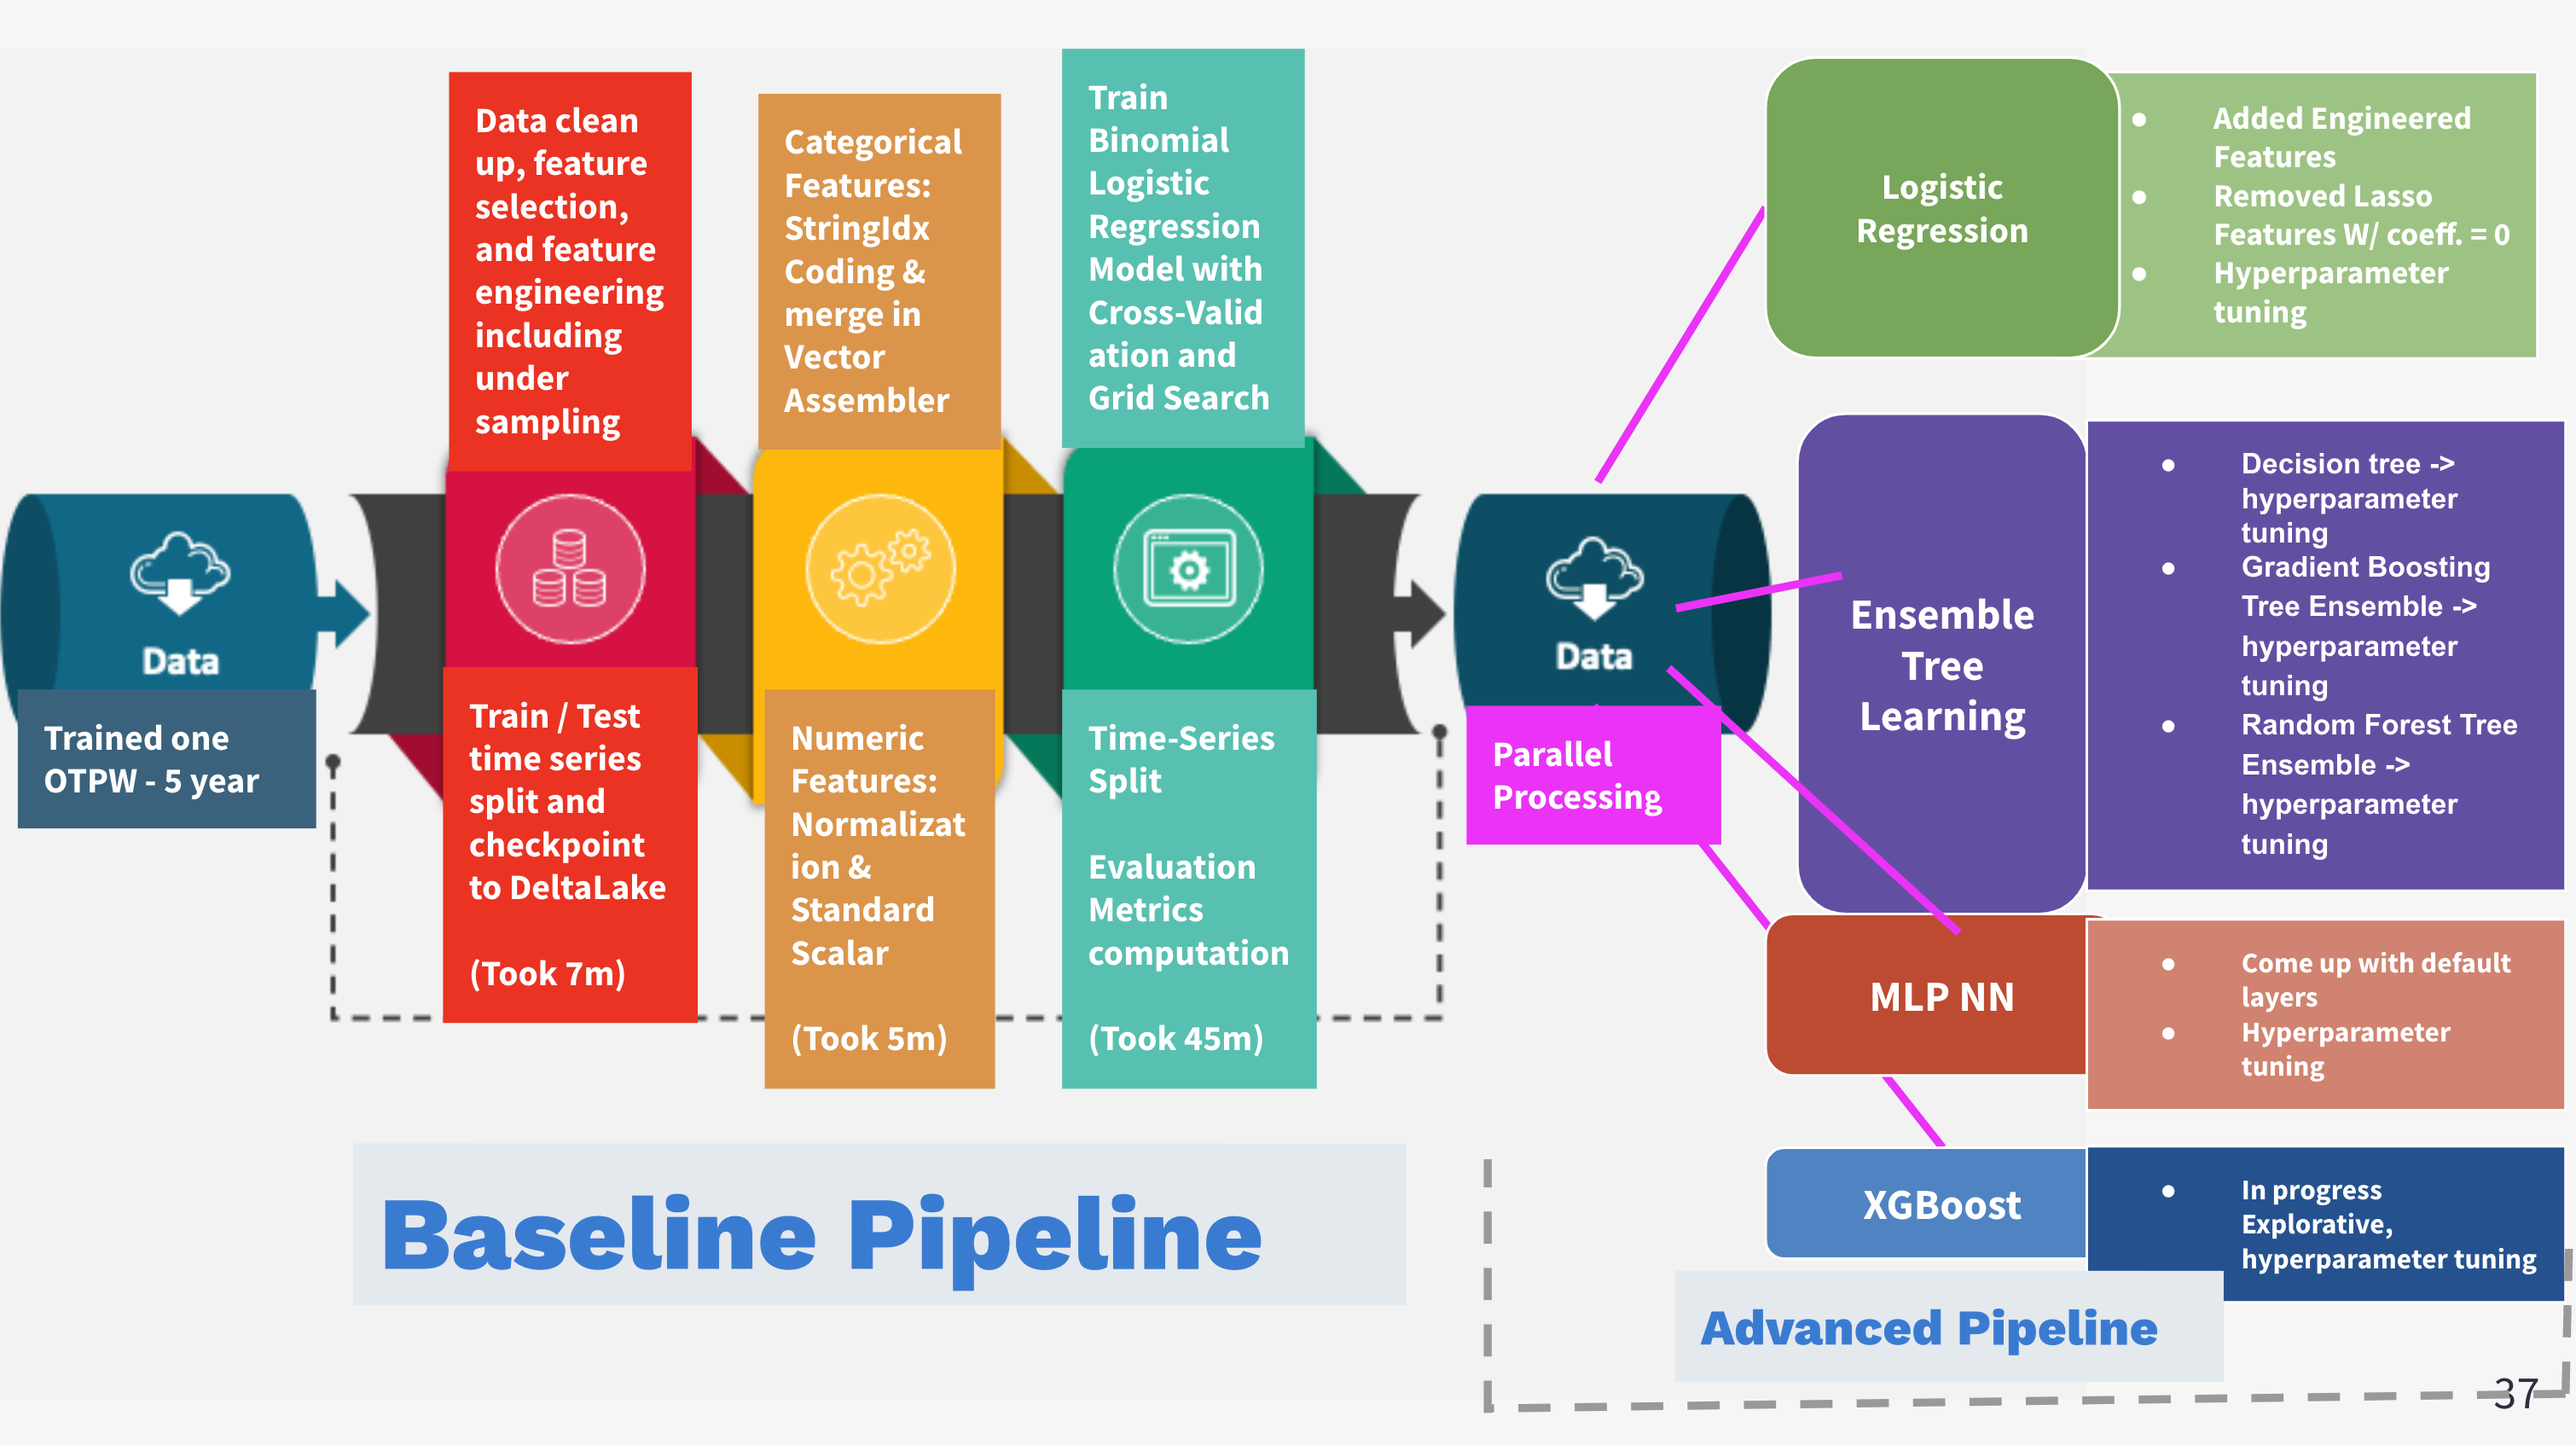 Data clean
up, feature
selection,
and feature
engineering
including
under
sampling
Categorical
Features:
StringIdx
Coding &
merge in
Vector
Assembler
Train
Binomial
Logistic
Regression
Model with
Cross-Valid
ation and
Grid Search
Data
Trained one
OTPW - 5 year
Train / Test
time series
split and
checkpoint
to DeltaLake
(Took 7m)
Numeric
Features:
Normalizat
ion &
Standard
Scalar
(Took 5m)
Time-Series
Split
Evaluation
Metrics
computation
(Took 45m)
Data
Parallel
Processing
Logistic
Regression
● Added Engineered
Features
● Removed Lasso
Features W/ coeff. = 0
● Hyperparameter
tuning
Ensemble
Tree
Learning
● Decision tree ->
hyperparameter
tuning
● Gradient Boosting
Tree Ensemble ->
hyperparameter
tuning
● Random Forest Tree
Ensemble ->
hyperparameter
tuning
MLP NN
● Come up with default
layers
● Hyperparameter
tuning
XGBoost
● In progress
Explorative,
hyperparameter tuning
Baseline Pipeline
Advanced Pipeline
37